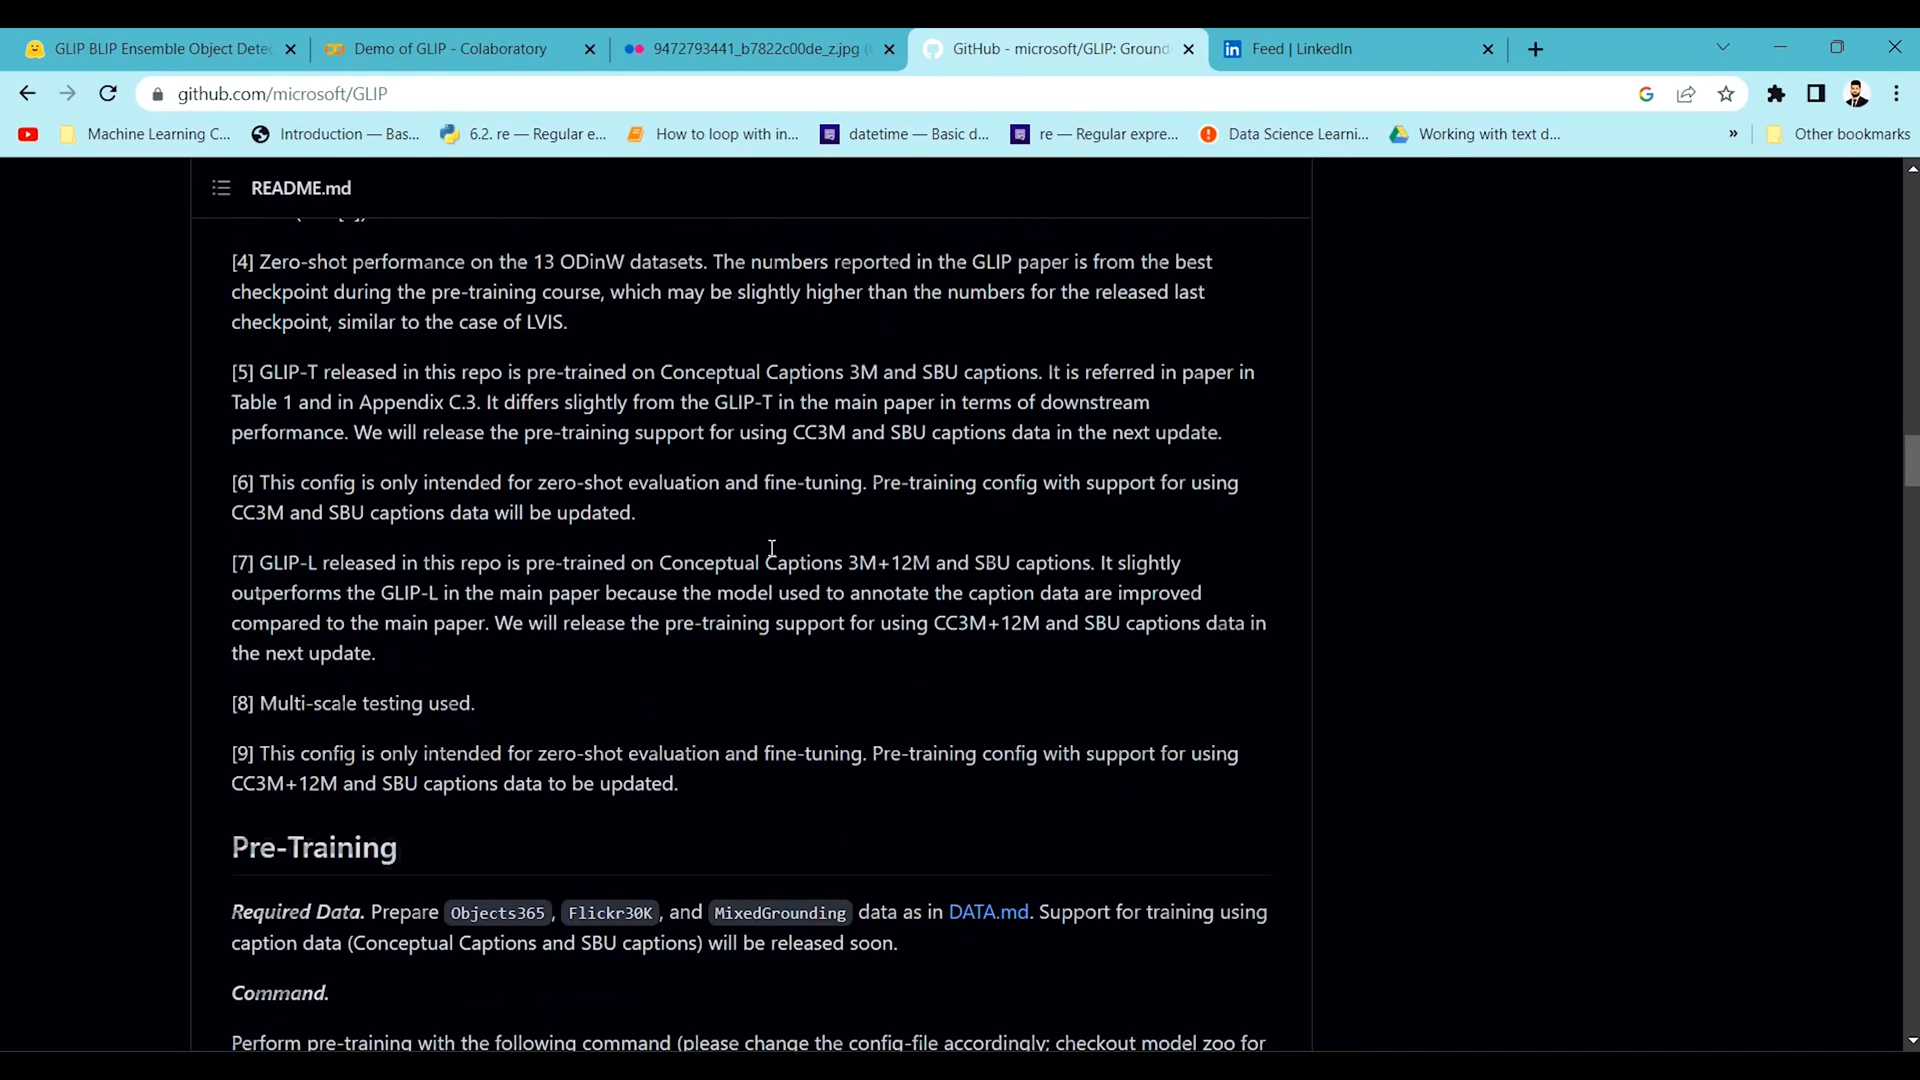 GLIP BLIP Ensemble Object Dete
Demo of GLIP - Colaboratory
9472793441_b7822c00de_z.jpg (
GitHub - microsoft/GLIP: Ground
Feed | LinkedIn
github.com/microsoft/GLIP
Machine Learning C...
Introduction — Bas...
6.2. re — Regular e...
How to loop with in...
datetime — Basic d...
re — Regular expre...
Data Science Learni...
Working with text d...
»
Other bookmarks
README.md
[4] Zero-shot performance on the 13 ODinW datasets. The numbers reported in the GLIP paper is from the best
checkpoint during the pre-training course, which may be slightly higher than the numbers for the released last
checkpoint, similar to the case of LVIS.
[5] GLIP-T released in this repo is pre-trained on Conceptual Captions 3M and SBU captions. It is referred in paper in
Table 1 and in Appendix C.3. It differs slightly from the GLIP-T in the main paper in terms of downstream
performance. We will release the pre-training support for using CC3M and SBU captions data in the next update.
[6] This config is only intended for zero-shot evaluation and fine-tuning. Pre-training config with support for using
CC3M and SBU captions data will be updated.
[7] GLIP-L released in this repo is pre-trained on Conceptual Captions 3M+12M and SBU captions. It slightly
outperforms the GLIP-L in the main paper because the model used to annotate the caption data are improved
compared to the main paper. We will release the pre-training support for using CC3M+12M and SBU captions data in
the next update.
[8] Multi-scale testing used.
[9] This config is only intended for zero-shot evaluation and fine-tuning. Pre-training config with support for using
CC3M+12M and SBU captions data to be updated.
Pre-Training
Required Data. Prepare Objects365, Flickr30K, and MixedGrounding data as in DATA.md. Support for training using
caption data (Conceptual Captions and SBU captions) will be released soon.
Command.
Perform pre-training with the following command (please change the config-file accordingly; checkout model zoo for